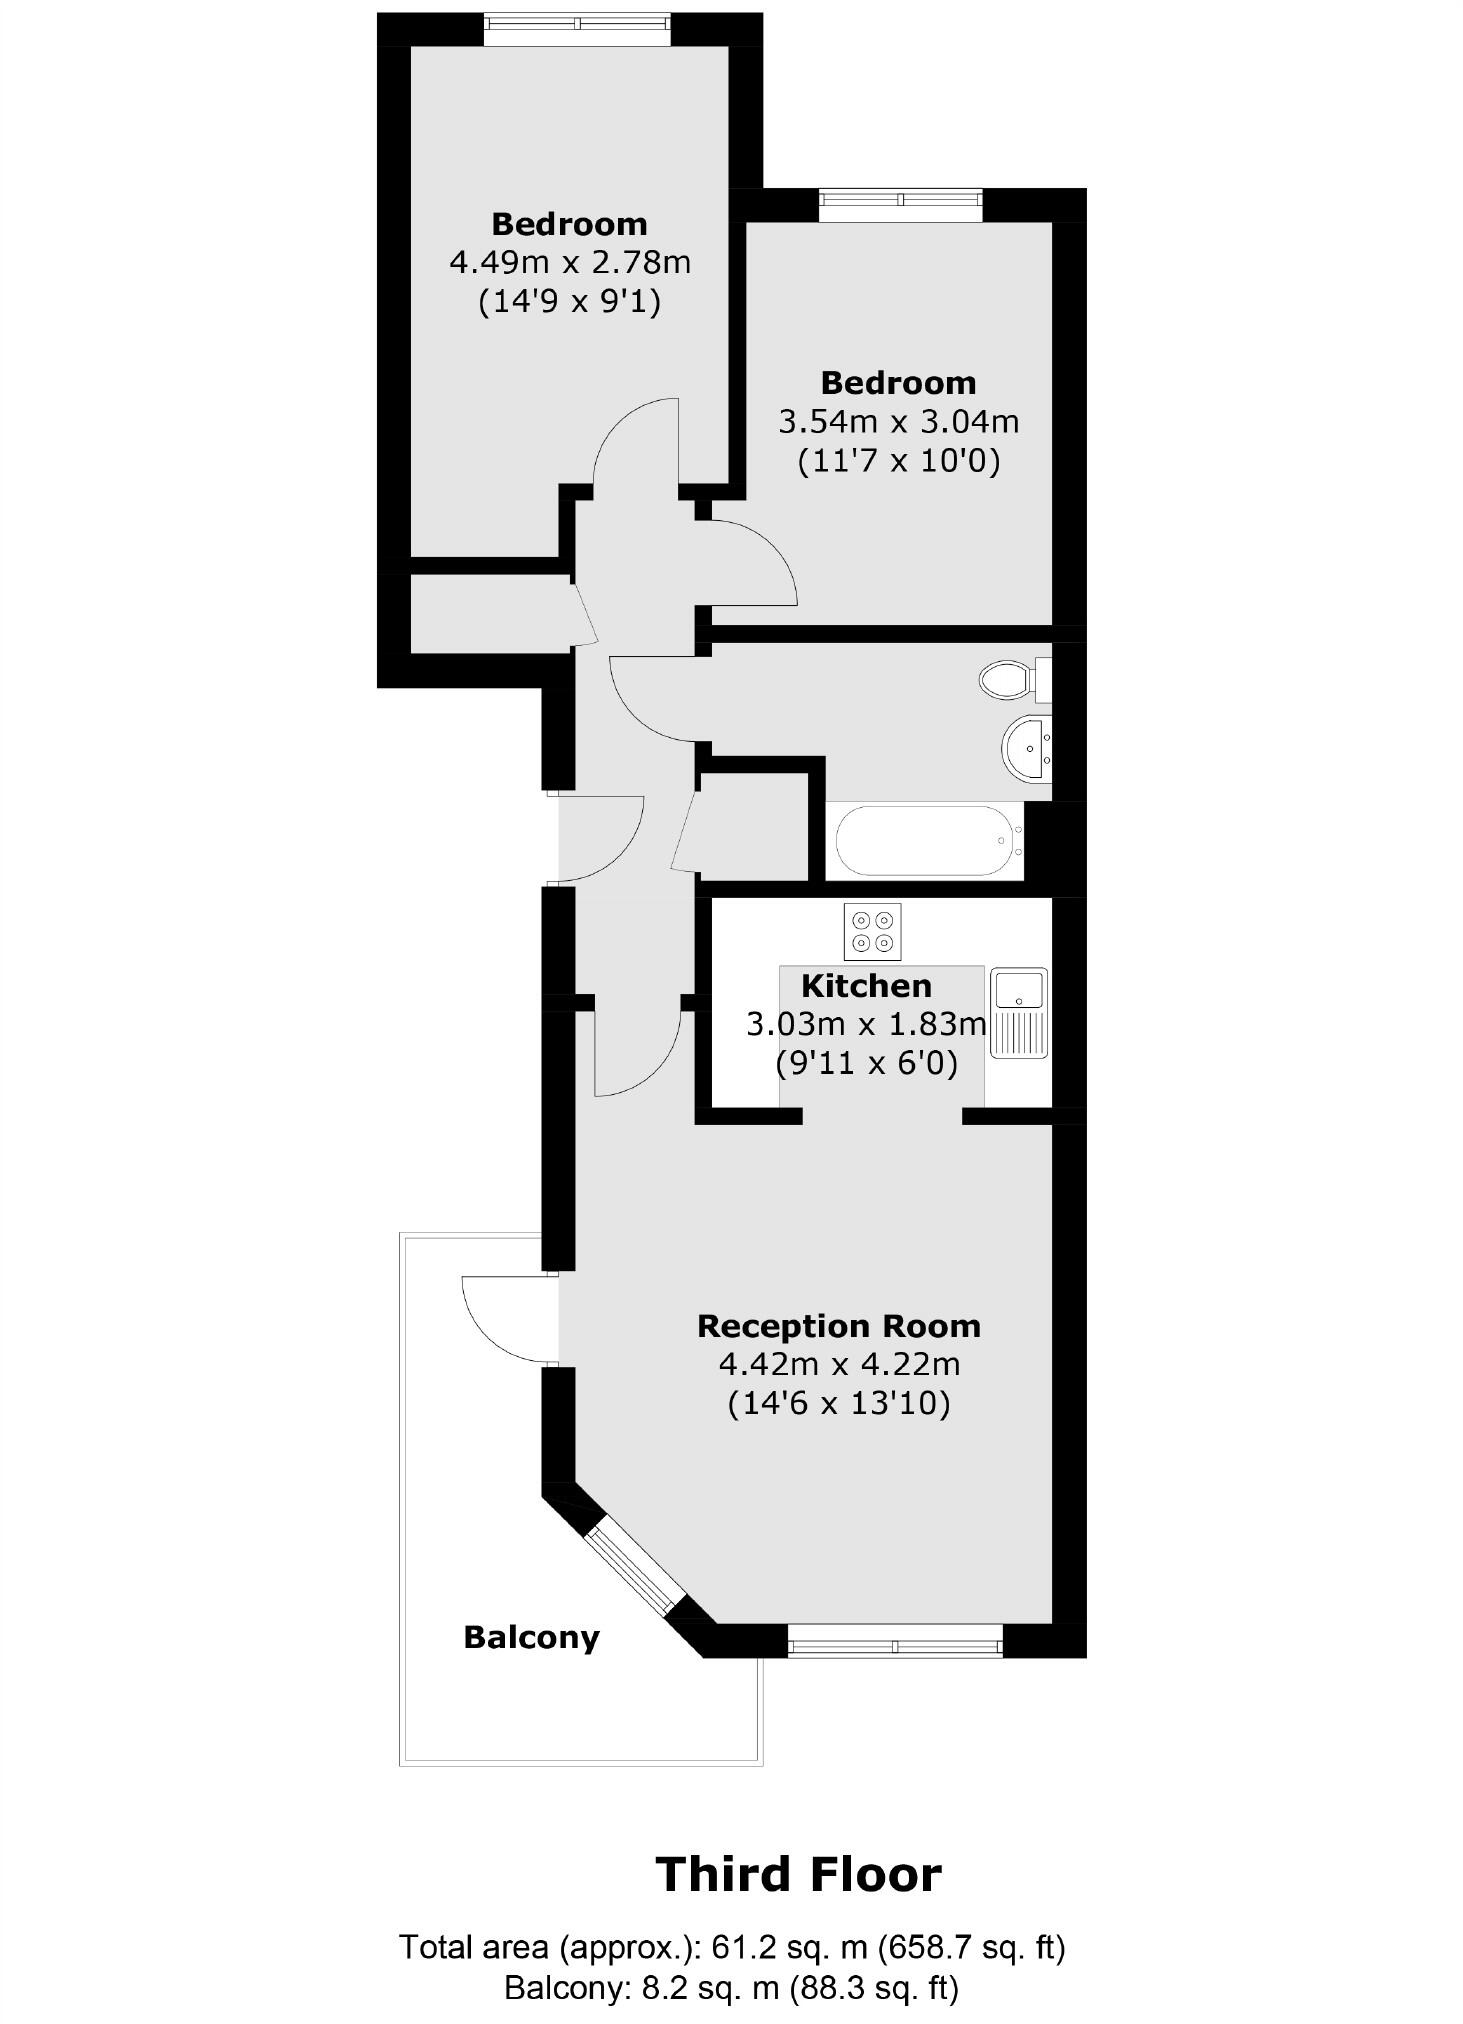 Bedroom
4.49m x 2.78m
(14'9 x 9'1)
Bedroom
3.54m x 3.04m
(11'7 x 10'0)
Kitchen
3.03m x 1.83m
(9'11 x 6'0)
Reception Room
4.42m x 4.22m
(14'6 x 13'10)
Balcony
Third Floor
Total area (approx.): 61.2 sq. m (658.7 sq. ft)
Balcony: 8.2 sq. m (88.3 sq. ft)